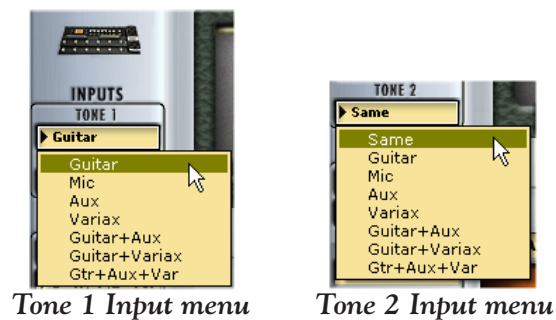 INPUTS
TONE 1
Guitar
Guitar
Mic
Aux
Variax
Guitar+Aux
Guitar+Variax
Gtr+Aux+Var
Tone 1 Input menu
TONE 2
Same
Same
Guitar
Mic
Aux
Variax
Guitar+Aux
Guitar+Variax
Gtr+Aux+Var
Tone 2 Input menu